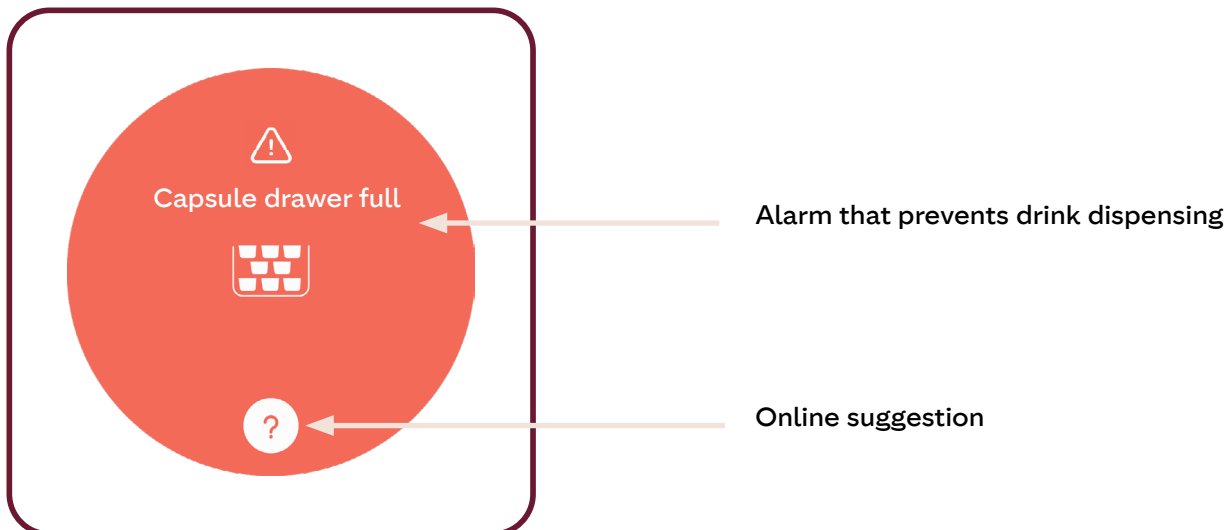 Capsule drawer full
Alarm that prevents drink dispensing
?
Online suggestion